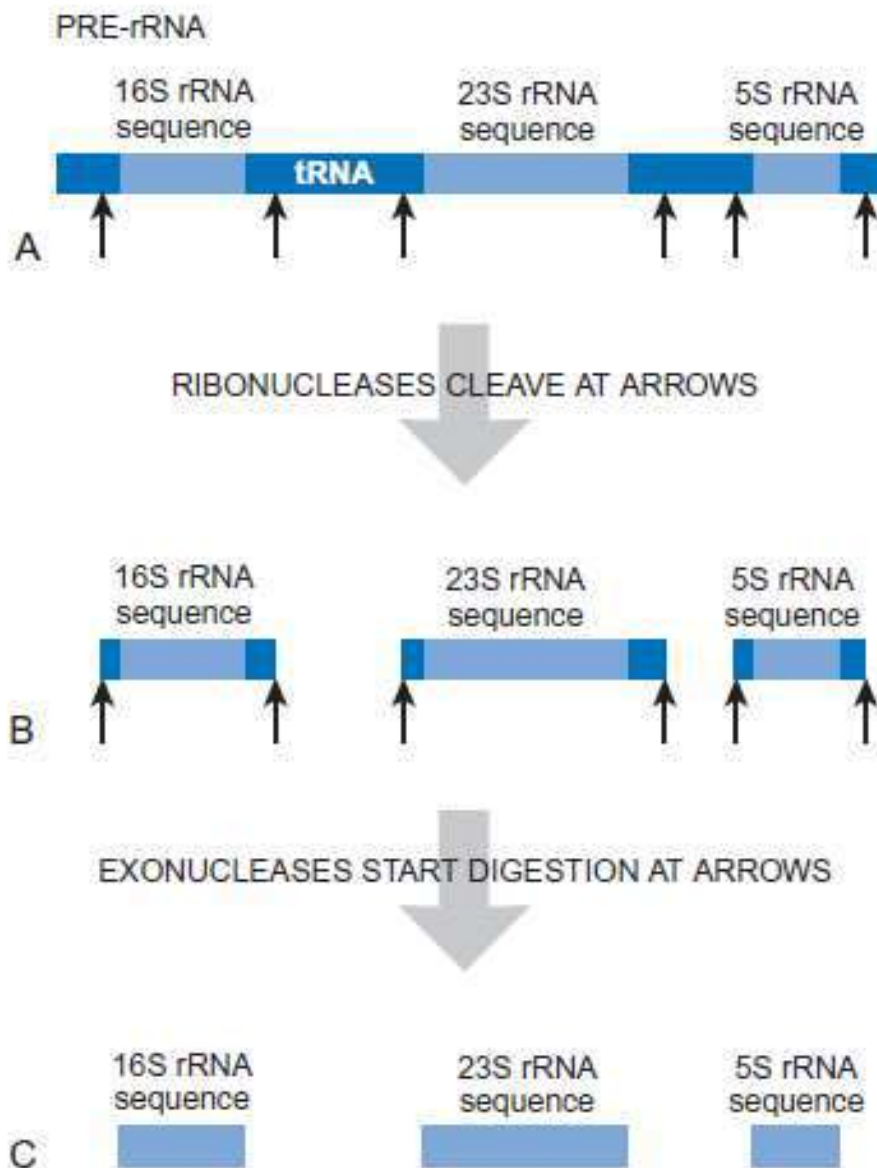 PRE-rRNA
16S rRNA
sequence
23S rRNA
sequence
5S rRNA
sequence
tRNA
A
RIBONUCLEASES CLEAVE AT ARROWS
16S rRNA
sequence
23S rRNA
sequence
5S rRNA
sequence
B
EXONUCLEASES START DIGESTION AT ARROWS
16S rRNA
sequence
23S rRNA
sequence
5S rRNA
sequence
C